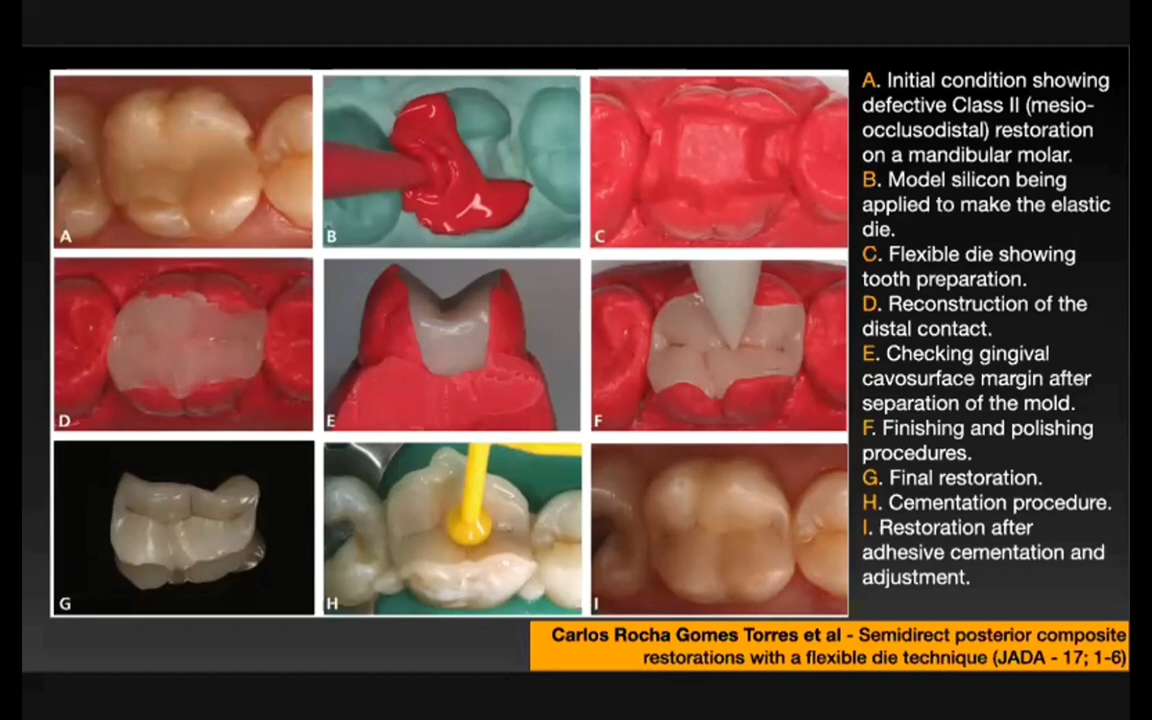 A
B
C
D
E
F
G
H
I
A. Initial condition showing
defective Class II (mesio-
occlusodistal) restoration
on a mandibular molar.
B. Model silicon being
applied to make the elastic
die.
C. Flexible die showing
tooth preparation.
D. Reconstruction of the
distal contact.
E. Checking gingival
cavosurface margin after
separation of the mold.
F. Finishing and polishing
procedures.
G. Final restoration.
H. Cementation procedure.
I. Restoration after
adhesive cementation and
adjustment.
Carlos Rocha Gomes Torres et al - Semidirect posterior composite
restorations with a flexible die technique (JADA - 17; 1-6)